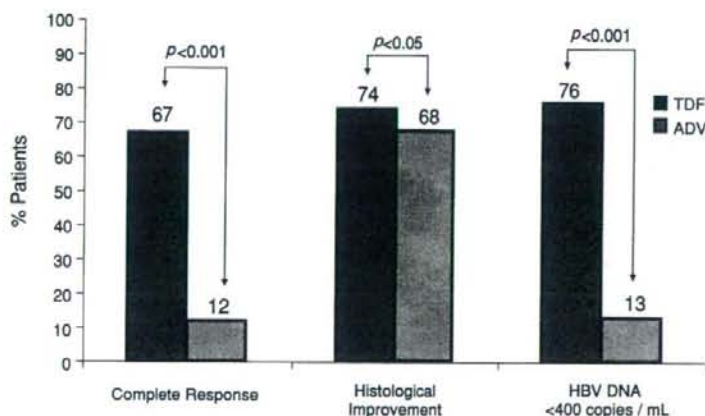 100
90
80
70
60
50
40
30
20
10
0
% Patients
p<0.001
67
12
p<0.05
74
68
p<0.001
76
13
TDF
ADV
Complete Response
Histological
Improvement
HBV DNA
<400 copies / mL